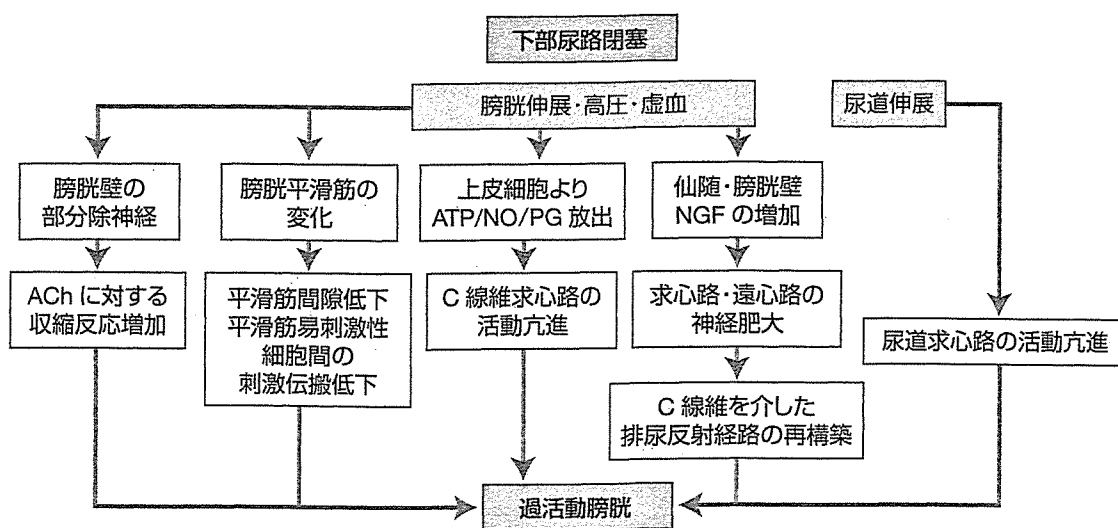 下部尿路閉塞
膀胱伸展・高圧・虚血
尿道伸展
膀胱壁の
部分除神経
膀胱平滑筋の
変化
上皮細胞より
ATP/NO/PG 放出
仙随・膀胱壁
NGF の増加
ACh に対する
収縮反応増加
平滑筋間隙低下
平滑筋易刺激性
細胞間の
刺激伝搬低下
C 線維求心路の
活動亢進
求心路・遠心路の
神経肥大
尿道求心路の活動亢進
C 線維を介した
排尿反射経路の再構築
過活動膀胱